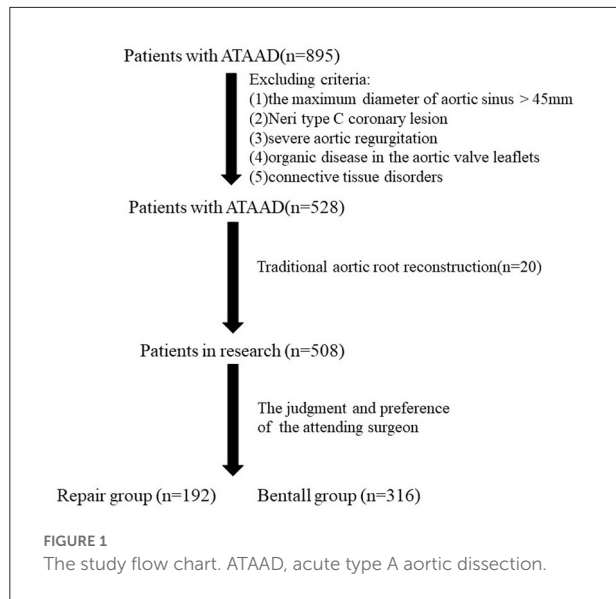 Patients with ATAAD(n=895)
Excluding criteria:
(1)the maximum diameter of aortic sinus > 45mm
(2)Neri type C coronary lesion
(3)severe aortic regurgitation
(4)organic disease in the aortic valve leaflets
(5)connective tissue disorders
Patients with ATAAD(n=528)
Traditional aortic root reconstruction(n=20)
Patients in research (n=508)
The judgment and preference
of the attending surgeon
Repair group (n=192) Bentall group (n=316)
FIGURE 1
The study flow chart. ATAAD, acute type A aortic dissection.